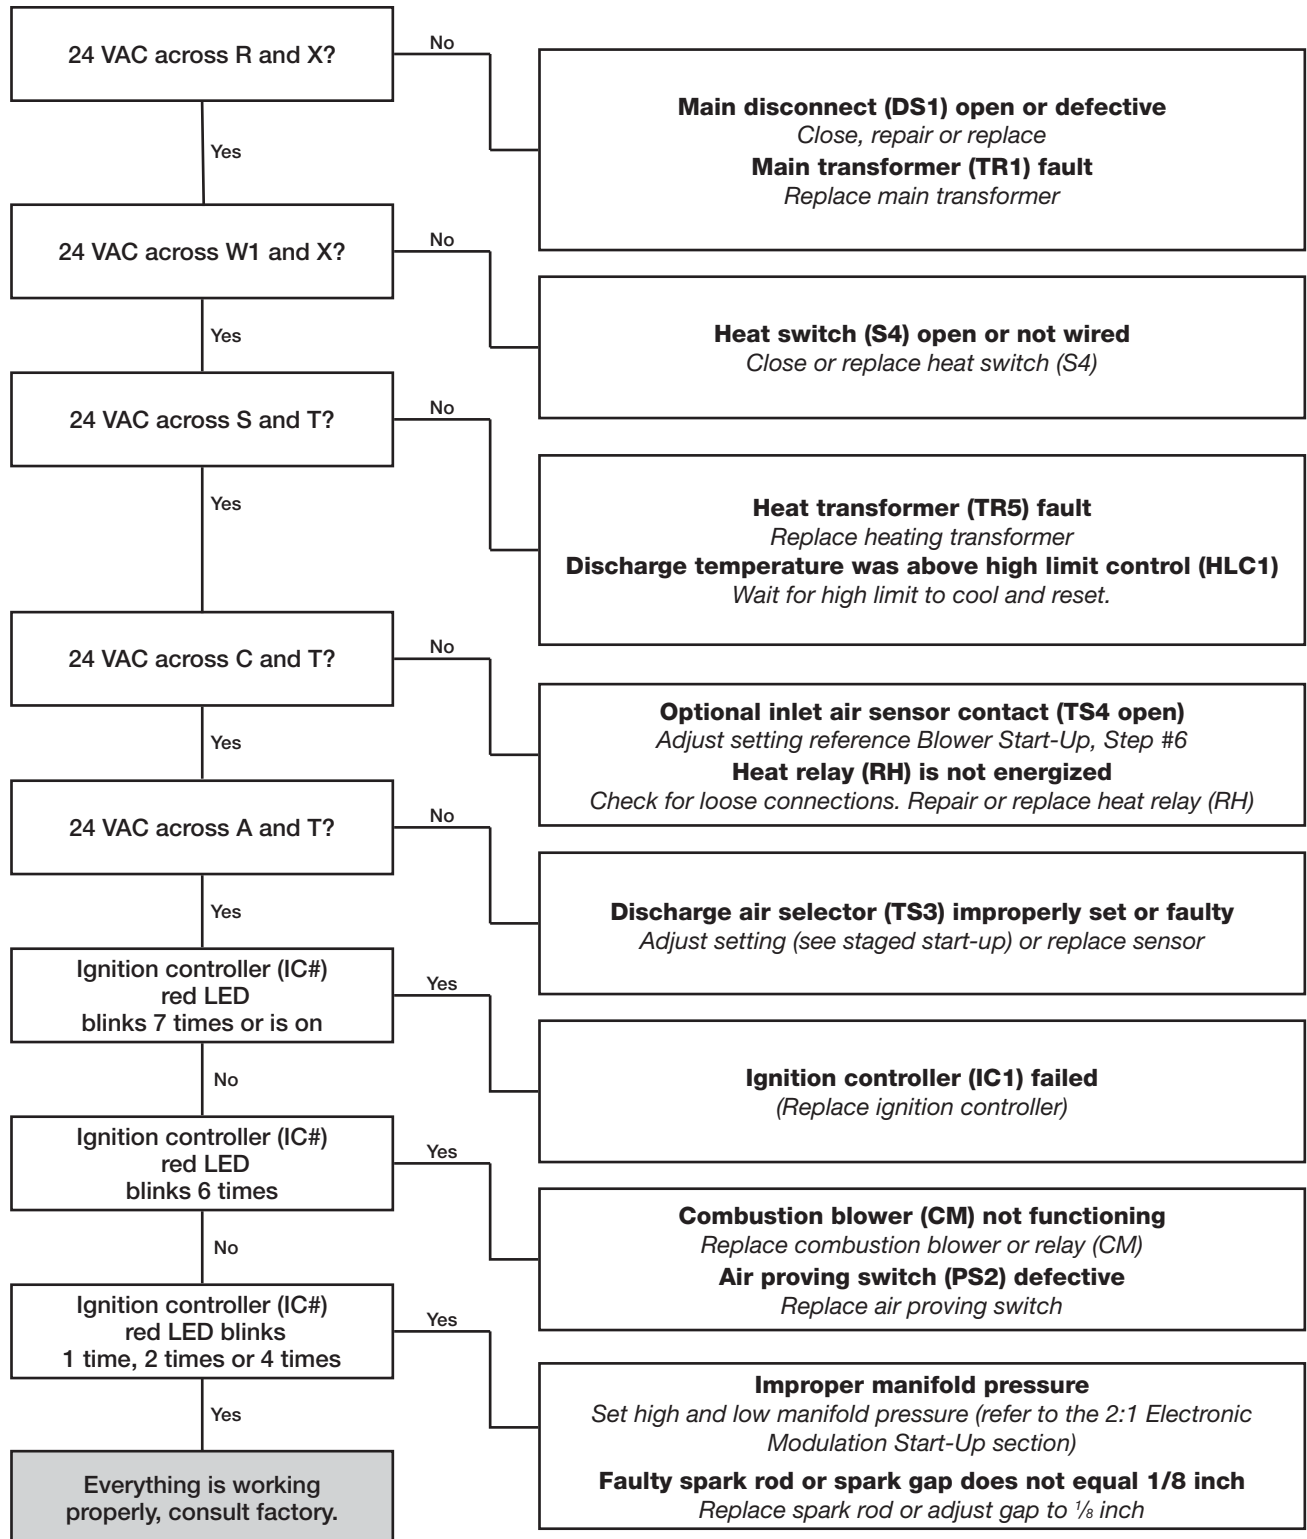 24 VAC across R and X?
No
Main disconnect (DS1) open or defective
Close, repair or replace
Main transformer (TR1) fault
Replace main transformer
Yes
24 VAC across W1 and X?
No
Heat switch (S4) open or not wired
Close or replace heat switch (S4)
Yes
24 VAC across S and T?
No
Heat transformer (TR5) fault
Replace heating transformer
Discharge temperature was above high limit control (HLC1)
Wait for high limit to cool and reset.
Yes
24 VAC across C and T?
No
Optional inlet air sensor contact (TS4 open)
Adjust setting reference Blower Start-Up, Step #6
Heat relay (RH) is not energized
Check for loose connections. Repair or replace heat relay (RH)
Yes
24 VAC across A and T?
No
Discharge air selector (TS3) improperly set or faulty
Adjust setting (see staged start-up) or replace sensor
Yes
Ignition controller (IC#)
red LED
blinks 7 times or is on
Yes
Ignition controller (IC1) failed
(Replace ignition controller)
No
Ignition controller (IC#)
red LED
blinks 6 times
Yes
Combustion blower (CM) not functioning
Replace combustion blower or relay (CM)
Air proving switch (PS2) defective
Replace air proving switch
No
Ignition controller (IC#)
red LED blinks
1 time, 2 times or 4 times
Yes
Improper manifold pressure
Set high and low manifold pressure (refer to the 2:1 Electronic
Modulation Start-Up section)
Faulty spark rod or spark gap does not equal 1/8 inch
Replace spark rod or adjust gap to ⅛ inch
Yes
Everything is working
properly, consult factory.